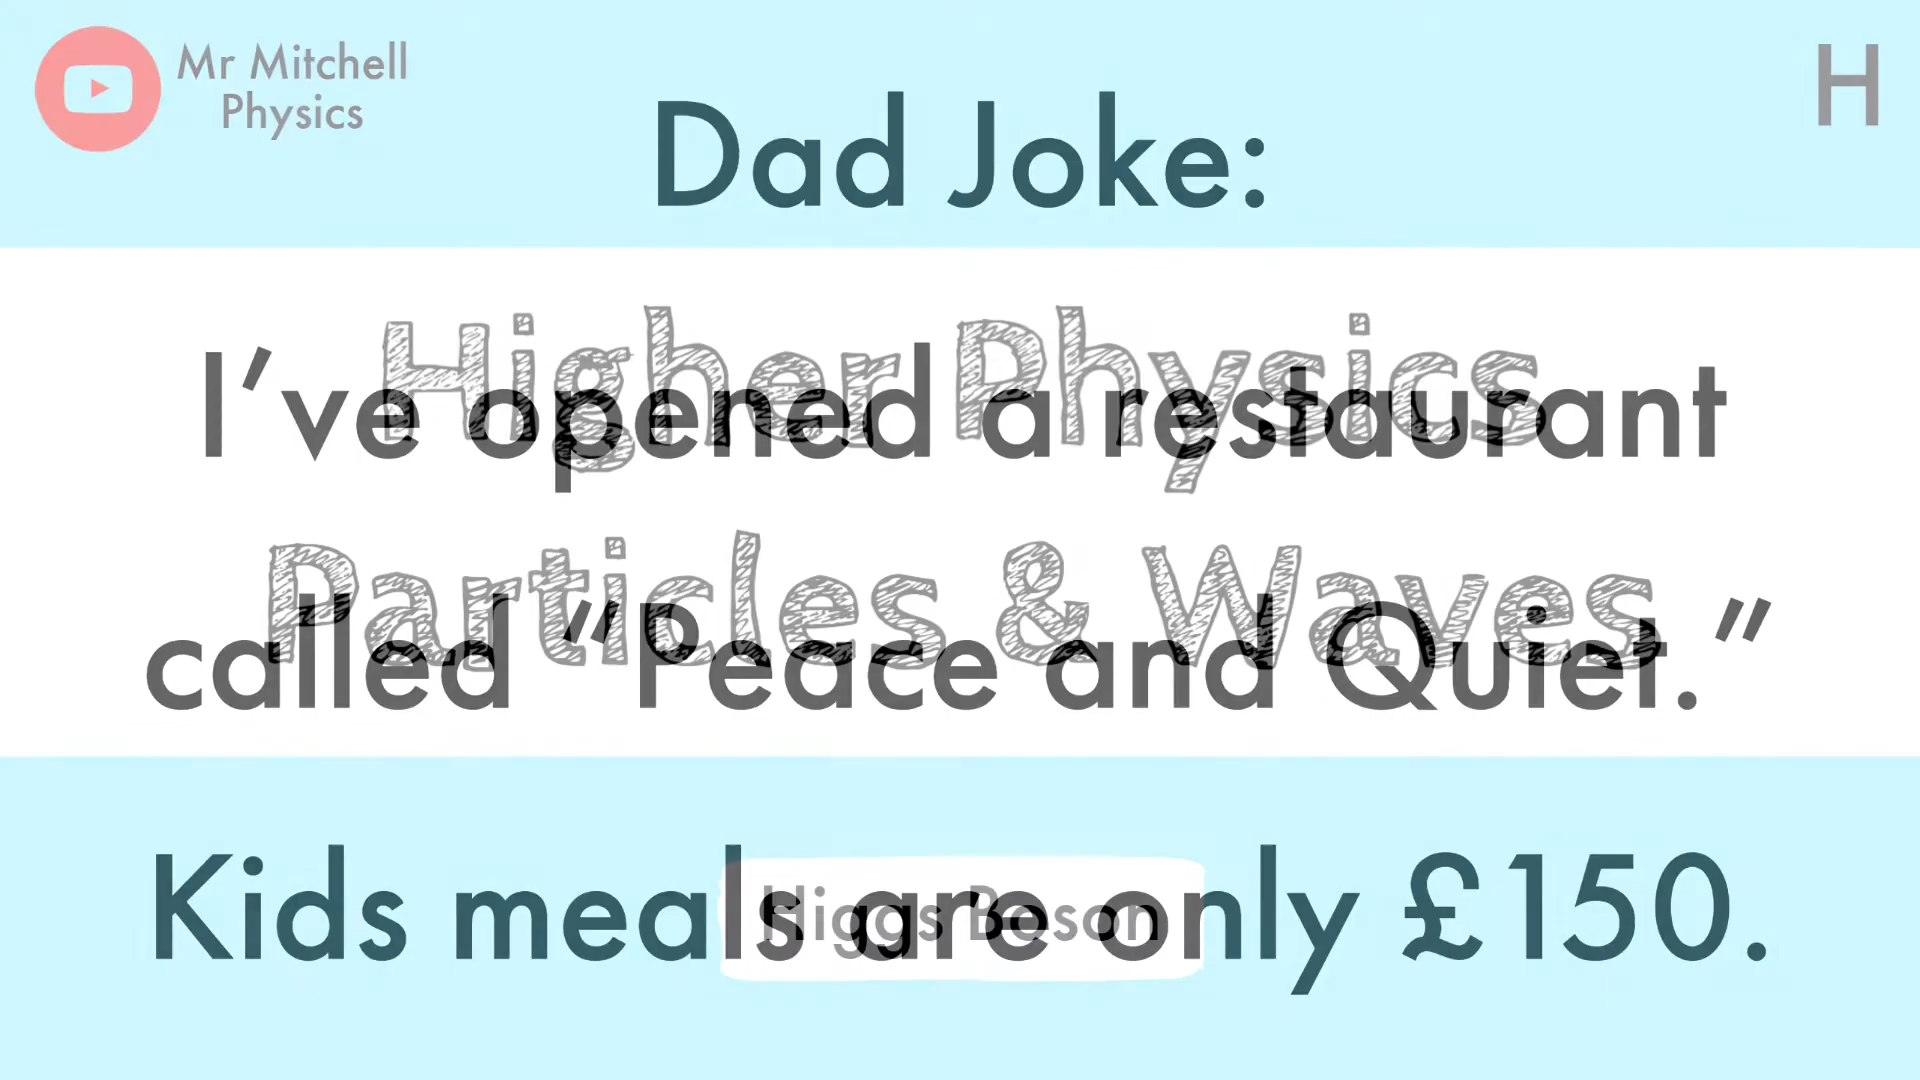 Mr Mitchell
Physics
H
Dad Joke:
Higher Physics
I've opened a restaurant
Particles & Waves
called "Peace and Quiet."
Higgs Boson
Kids meals are only £150.